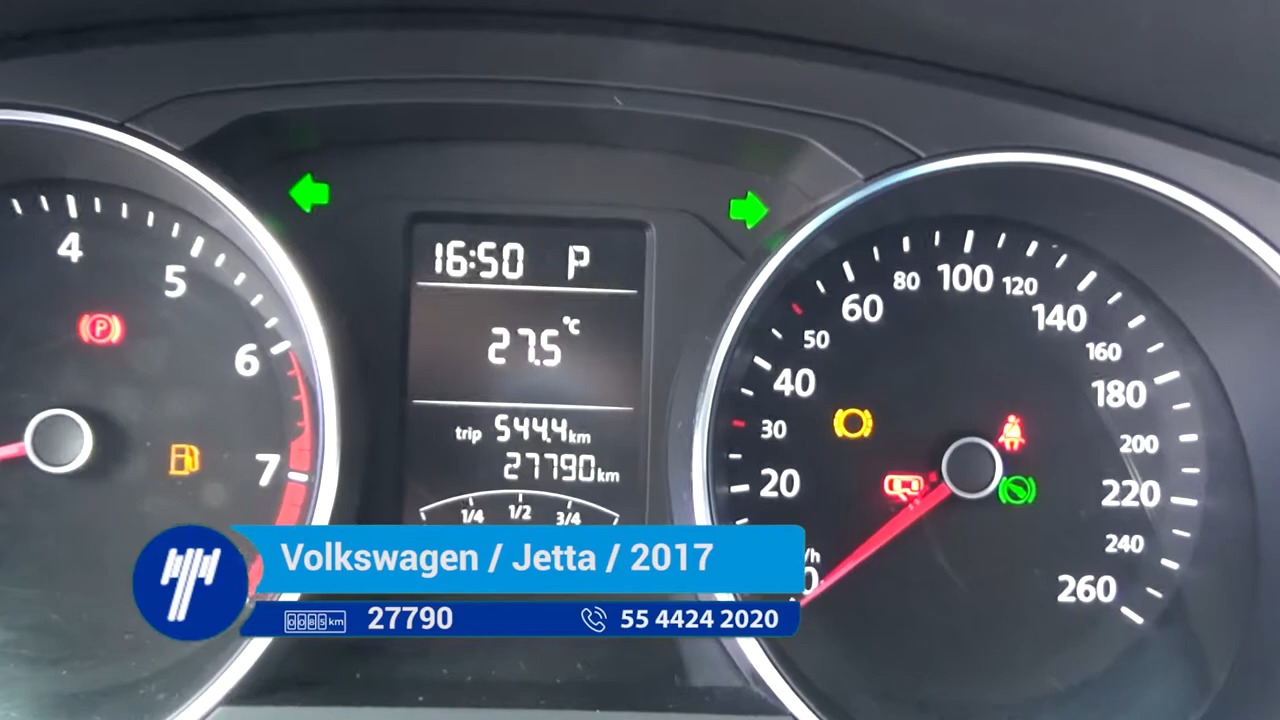 16:50 P
27.5 °C
trip 544.4 km
27790 km
1/4 1/2 3/4
4
5
6
7
P
20
30
40
50
60
80
100
120
140
160
180
200
220
240
260
Volkswagen / Jetta / 2017
0085 km 27790 55 4424 2020